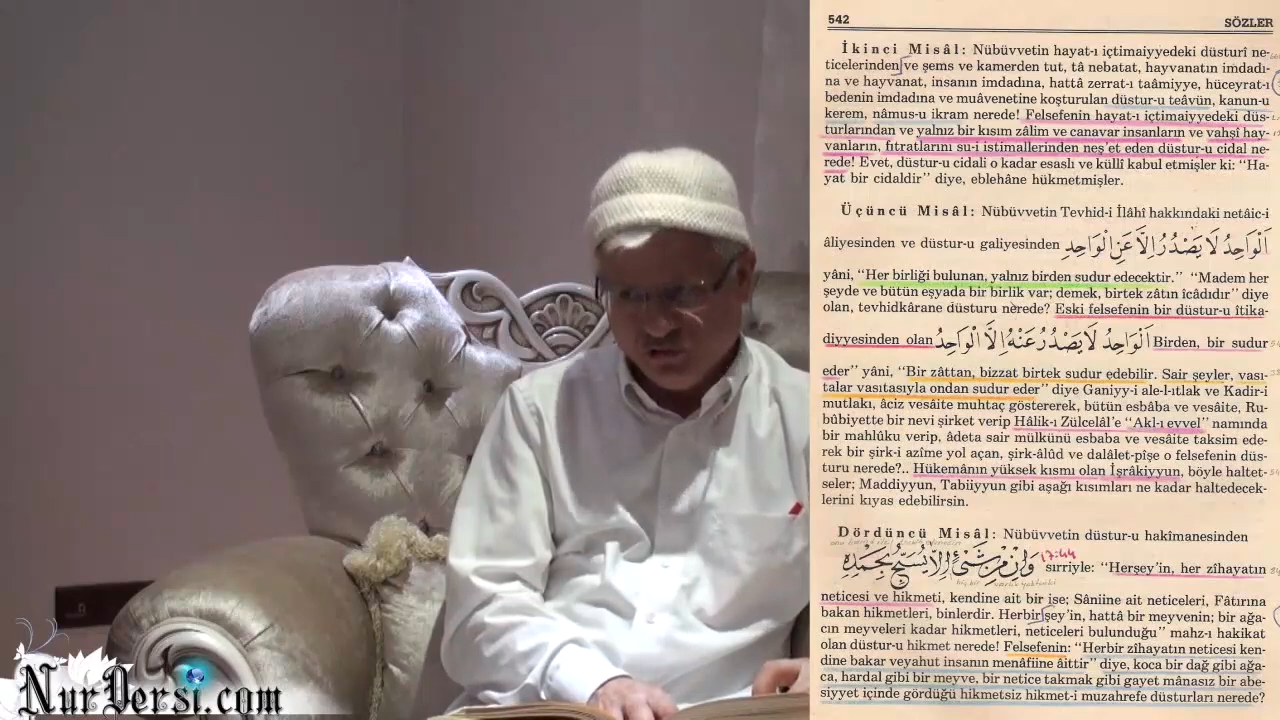 542
SÖZLER
İkinci Misâl: Nübüvvetin hayat-ı içtimaiyyedeki düsturî ne-
ticelerinden ve şems ve kamerden tut, tâ nebatat, hayvanatın imdadı-
na ve hayvanat, insanın imdadına, hattâ zerrat-ı taâmiyye, hüceyrat-ı
bedenin imdadına ve muâvenetine koşturulan düstur-u teâvün, kanun-u
kerem, nâmus-u ikram nerede! Felsefenin hayat-ı içtimaiyyedeki düs-
turlarından ve yalnız bir kısım zâlim ve canavar insanların ve vahşî hay-
vanların, fıtratlarını su-i istimallerinden neş'et eden düstur-u cidal ne-
rede! Evet, düstur-u cidali o kadar esaslı ve küllî kabul etmişler ki: "Ha-
yat bir cidaldir" diye, eblehâne hükmetmişler.
Üçüncü Misâl: Nübüvvetin Tevhid-i İlâhî hakkındaki netâic-i
âliyesinden ve düstur-u galiyesinden اَلْوَاحِدُ لَا يَصْدُرُ اِلَّا عَنِ الْوَاحِدِ
yâni, "Her birliği bulunan, yalnız birden sudur edecektir." "Madem her
şeyde ve bütün eşyada bir birlik var; demek, birtek zâtın îcâdıdır" diye
olan, tevhidkârane düsturu nerede? Eski felsefenin bir düstur-u itika-
diyyesinden olan اَلْوَاحِدُ لَا يَصْدُرُ عَنْهُ اِلَّا الْوَاحِدُ Birden, bir sudur
eder" yâni, "Bir zâttan, bizzat birtek sudur edebilir. Sair şeyler, vası-
talar vasıtasıyla ondan sudur eder" diye Ganiyy-i ale-l-ıtlak ve Kadir-i
mutlakı, âciz vesâite muhtaç göstererek, bütün esbâba ve vesâite, Ru-
bûbiyette bir nevi şirket verip Hâlik-ı Zülcelâl'e "Akl-ı evvel" namında
bir mahlûku verip, âdeta sair mülkünü esbaba ve vesâite taksim ede-
rek bir şirk-i azîme yol açan, şirk-âlûd ve dalâlet-pîşe o felsefenin düs-
turu nerede?.. Hükemânın yüksek kısmı olan İşrâkiyyun, böyle haltet-
seler; Maddiyyun, Tabiiyyun gibi aşağı kısımları ne kadar haltedecek-
lerini kıyas edebilirsin.
Dördüncü Misâl: Nübüvvetin düstur-u hakîmanesinden
وَاِنْ مِنْ شَىْءٍ اِلَّا يُسَبِّحُ بِحَمْدِهِ 17:44 sırriyle: "Herşey'in, her zîhayatın
neticesi ve hikmeti, kendine ait bir ise; Sâniine ait neticeleri, Fâtırına
bakan hikmetleri, binlerdir. Herbir şey'in, hattâ bir meyvenin; bir ağa-
cın meyveleri kadar hikmetleri, neticeleri bulunduğu" mahz-ı hakikat
olan düstur-u hikmet nerede! Felsefenin: "Herbir zîhayatın neticesi ken-
dine bakar veyahut insanın menâfiine âittir" diye, koca bir dağ gibi ağa-
ca, hardal gibi bir meyve, bir netice takmak gibi gayet mânasız bir abe-
siyyet içinde gördüğü hikmetsiz hikmet-i muzahrefe düsturları nerede?
NurDersi.com